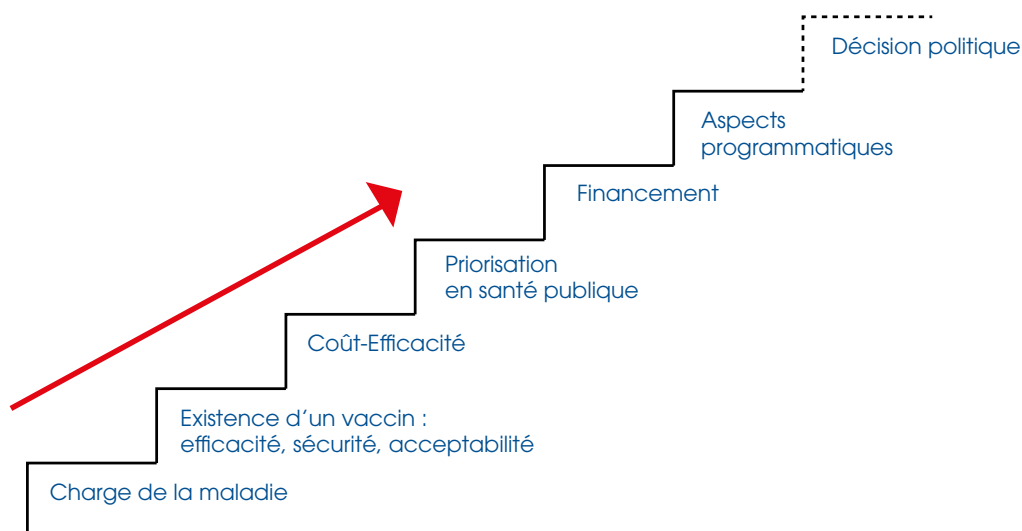 Décision politique
Aspects
programmatiques
Financement
Priorisation
en santé publique
Coût-Efficacité
Existence d'un vaccin :
efficacité, sécurité, acceptabilité
Charge de la maladie